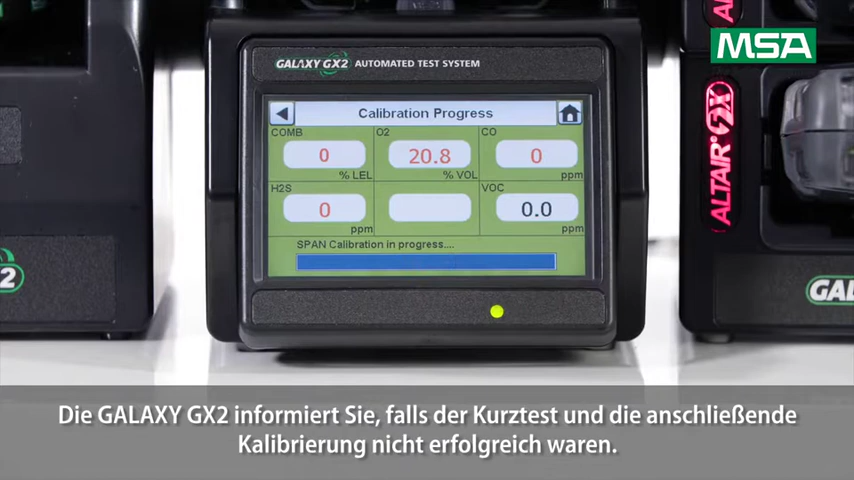 MSA
GALAXY GX2 AUTOMATED TEST SYSTEM
Calibration Progress
COMB O2 CO
0 20.8 0
% LEL % VOL ppm
H2S VOC
0 0.0
ppm ppm
SPAN Calibration in progress....
ALTAIR
2X
2
GALA
Die GALAXY GX2 informiert Sie, falls der Kurztest und die anschließende
Kalibrierung nicht erfolgreich waren.